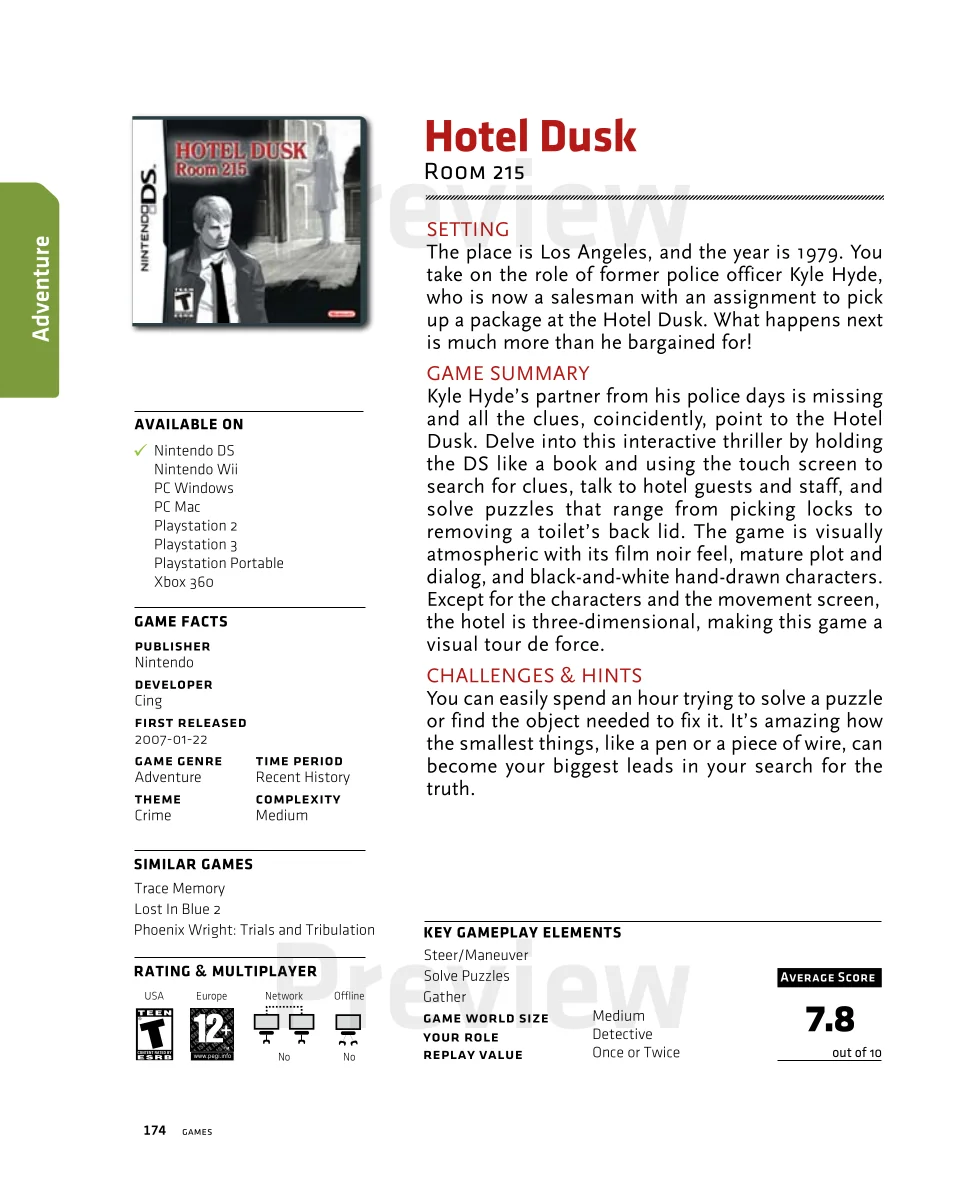 Preview
Adventure
HOTEL DUSK
Room 215
NINTENDO DS
TEEN
T
ESRB
Nintendo
Hotel Dusk
Room 215
SETTING
The place is Los Angeles, and the year is 1979. You
take on the role of former police officer Kyle Hyde,
who is now a salesman with an assignment to pick
up a package at the Hotel Dusk. What happens next
is much more than he bargained for!
GAME SUMMARY
Kyle Hyde’s partner from his police days is missing
and all the clues, coincidently, point to the Hotel
Dusk. Delve into this interactive thriller by holding
the DS like a book and using the touch screen to
search for clues, talk to hotel guests and staff, and
solve puzzles that range from picking locks to
removing a toilet’s back lid. The game is visually
atmospheric with its film noir feel, mature plot and
dialog, and black-and-white hand-drawn characters.
Except for the characters and the movement screen,
the hotel is three-dimensional, making this game a
visual tour de force.
CHALLENGES & HINTS
You can easily spend an hour trying to solve a puzzle
or find the object needed to fix it. It’s amazing how
the smallest things, like a pen or a piece of wire, can
become your biggest leads in your search for the
truth.
AVAILABLE ON
✓ Nintendo DS
Nintendo Wii
PC Windows
PC Mac
Playstation 2
Playstation 3
Playstation Portable
Xbox 360
GAME FACTS
PUBLISHER
Nintendo
DEVELOPER
Cing
FIRST RELEASED
2007-01-22
GAME GENRE TIME PERIOD
Adventure Recent History
THEME COMPLEXITY
Crime Medium
SIMILAR GAMES
Trace Memory
Lost In Blue 2
Phoenix Wright: Trials and Tribulation
RATING & MULTIPLAYER
USA Europe Network Offline
TEEN
T
CONTENT RATED BY
ESRB
12+
www.pegi.info
No No
Preview
KEY GAMEPLAY ELEMENTS
Steer/Maneuver
Solve Puzzles
Gather
GAME WORLD SIZE Medium
YOUR ROLE Detective
REPLAY VALUE Once or Twice
Average Score
7.8
out of 10
174 GAMES